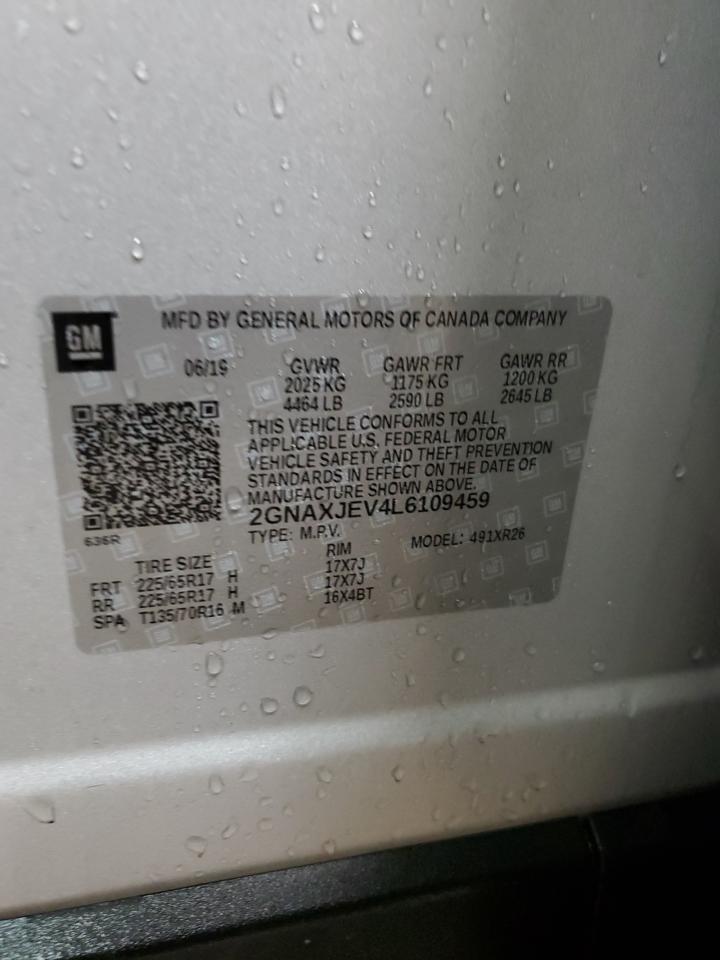 GM
MFD BY GENERAL MOTORS OF CANADA COMPANY
06/19 GVWR GAWR FRT GAWR RR
2025 KG 1175 KG 1200 KG
4464 LB 2590 LB 2645 LB
THIS VEHICLE CONFORMS TO ALL
APPLICABLE U.S. FEDERAL MOTOR
VEHICLE SAFETY AND THEFT PREVENTION
STANDARDS IN EFFECT ON THE DATE OF
MANUFACTURE SHOWN ABOVE.
2GNAXJEV4L6109459
636R
TYPE: M.P.V. MODEL: 491XR26
TIRE SIZE RIM
FRT 225/65R17 H 17X7J
RR 225/65R17 H 17X7J
SPA T135/70R16 M 16X4BT